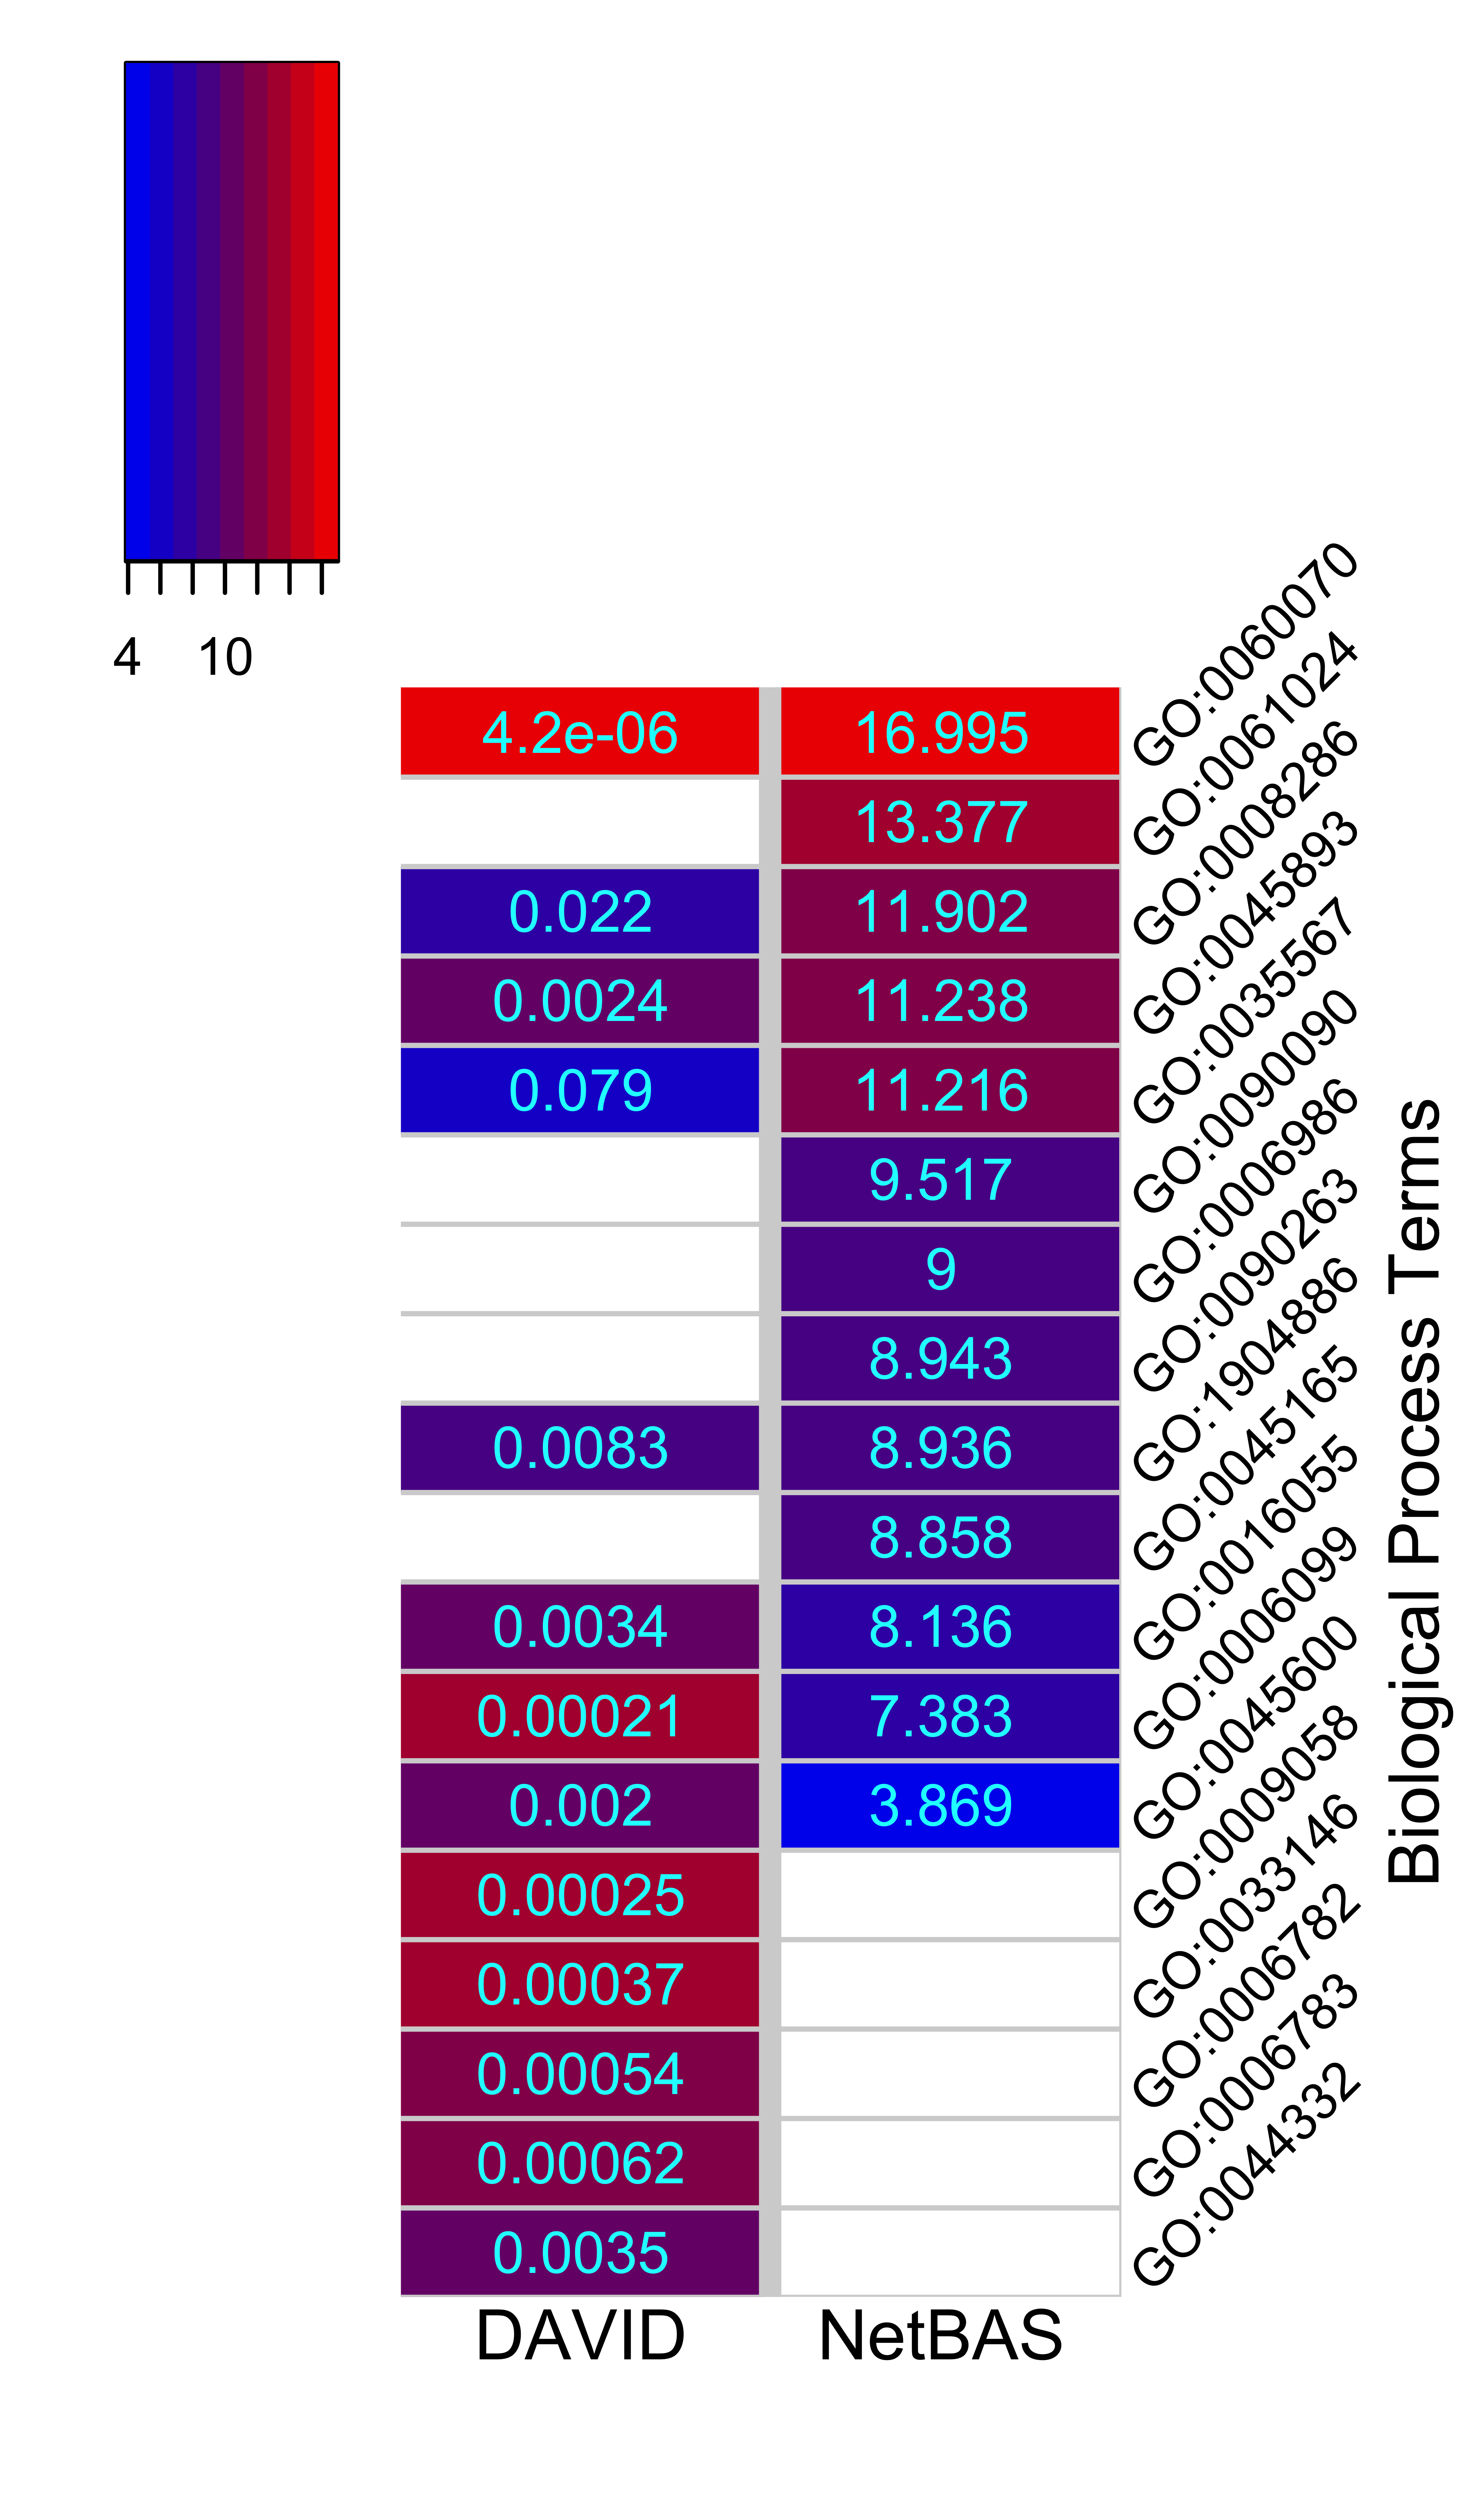 4 10
4.2e-06 16.995 GO:0060070
13.377 GO:0061024
0.022 11.902 GO:0008286
0.0024 11.238 GO:0045893
0.079 11.216 GO:0035567
9.517 GO:0090090
9 GO:0006986
8.943 GO:0090263
0.0083 8.936 GO:1904886
8.858 GO:0045165
0.0034 8.136 GO:0016055
0.00021 7.383 GO:0006099
0.002 3.869 GO:0045600
0.00025 GO:0009058
0.00037 GO:0033146
0.00054 GO:0006782
0.00062 GO:0006783
0.0035 GO:0044332
DAVID NetBAS
Biological Process Terms